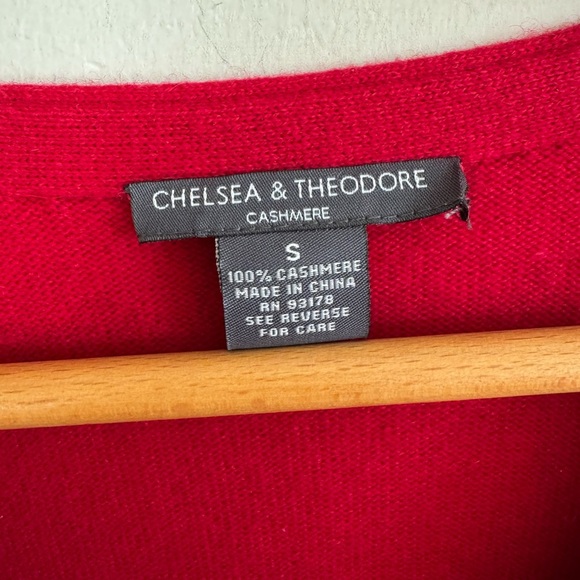 CHELSEA & THEODORE
CASHMERE
S
100% CASHMERE
MADE IN CHINA
RN 93178
SEE REVERSE
FOR CARE